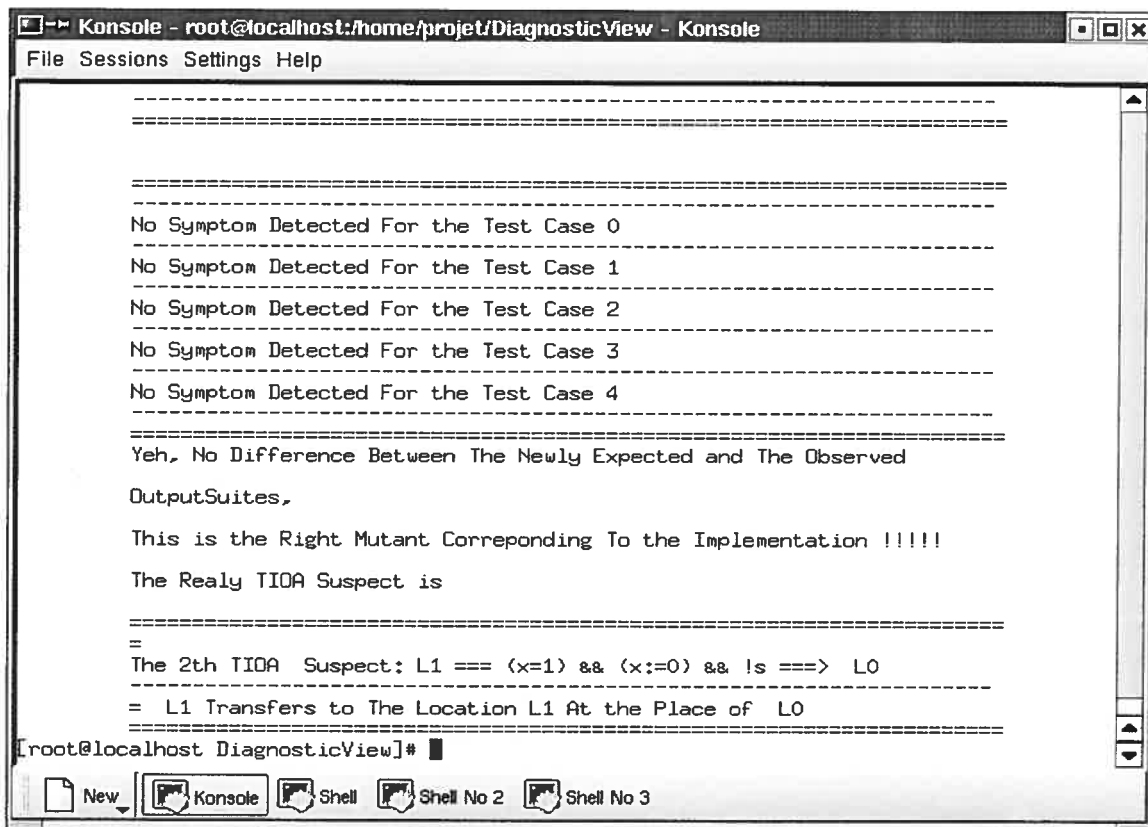 Konsole - root@localhost:/home/projet/DiagnosticView - Konsole
File Sessions Settings Help
----------------------------------------------------------------------
======================================================================
======================================================================
----------------------------------------------------------------------
No Symptom Detected For the Test Case 0
----------------------------------------------------------------------
No Symptom Detected For the Test Case 1
----------------------------------------------------------------------
No Symptom Detected For the Test Case 2
----------------------------------------------------------------------
No Symptom Detected For the Test Case 3
----------------------------------------------------------------------
No Symptom Detected For the Test Case 4
----------------------------------------------------------------------
======================================================================
Yeh, No Difference Between The Newly Expected and The Observed
OutputSuites,
This is the Right Mutant Correponding To the Implementation !!!!!
The Realy TIOA Suspect is
======================================================================
=
The 2th TIOA Suspect: L1 === (x=1) && (x:=0) && !s ===> L0
----------------------------------------------------------------------
= L1 Transfers to The Location L1 At the Place of L0
======================================================================
[root@localhost DiagnosticView]#
New Konsole Shell Shell No 2 Shell No 3